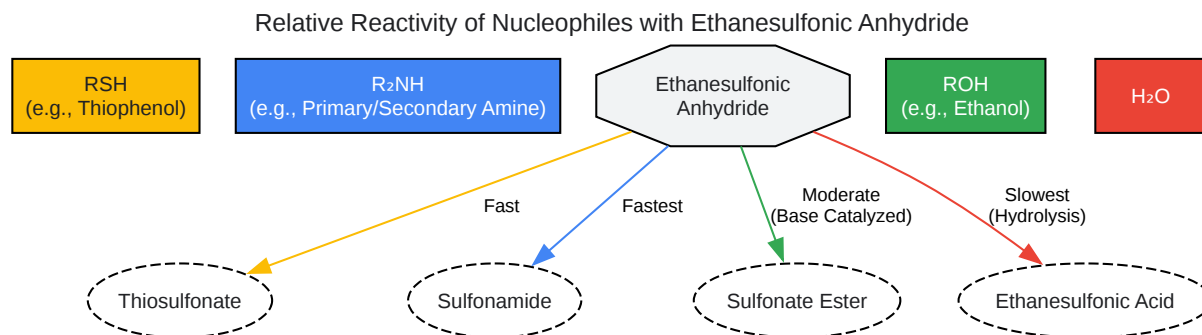 Relative Reactivity of Nucleophiles with Ethanesulfonic Anhydride
RSH
(e.g., Thiophenol)
R₂NH
(e.g., Primary/Secondary Amine)
Ethanesulfonic
Anhydride
ROH
(e.g., Ethanol)
H₂O
Fast
Fastest
Moderate
(Base Catalyzed)
Slowest
(Hydrolysis)
Thiosulfonate
Sulfonamide
Sulfonate Ester
Ethanesulfonic Acid